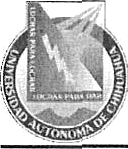 LUCHAR PARA LOGRAR
LOGRAR PARA DAR
UNIVERSIDAD AUTONOMA DE CHIHUAHUA